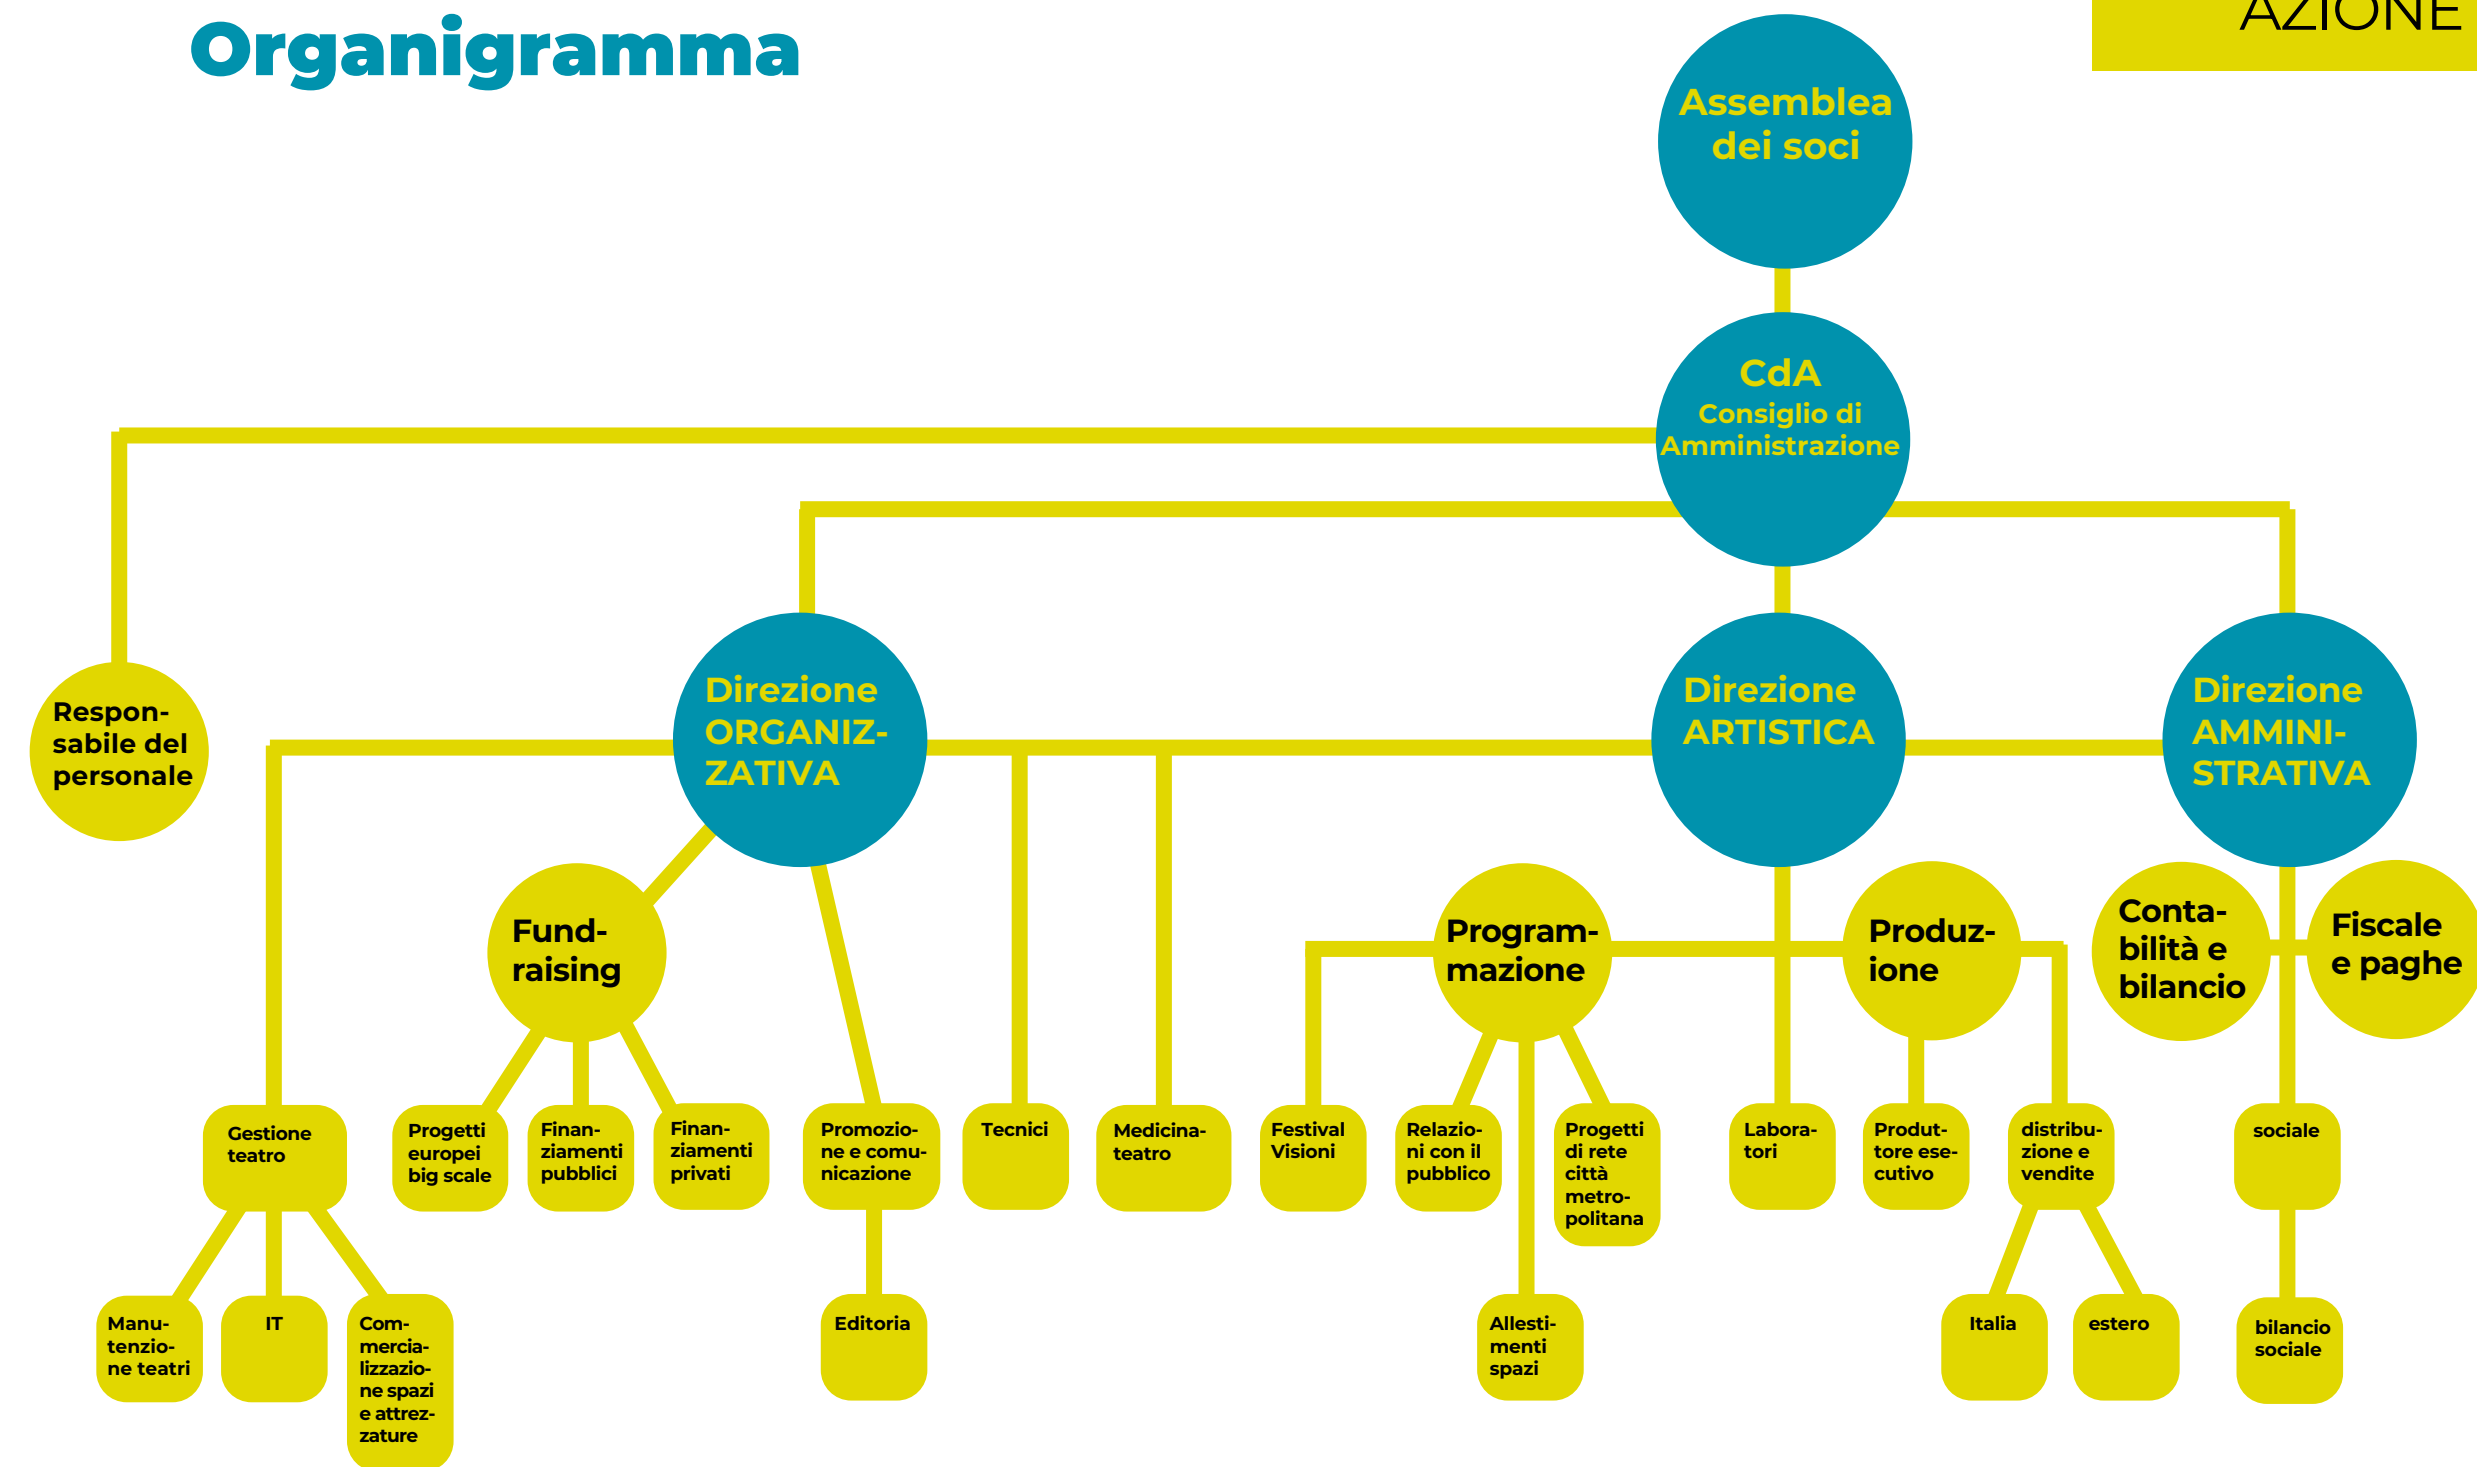 Organigramma
AZIONE
Assemblea
dei soci
CdA
Consiglio di
Amministrazione
Respon-
sabile del
personale
Direzione
ORGANIZ-
ZATIVA
Direzione
ARTISTICA
Direzione
AMMINI-
STRATIVA
Fund-
raising
Program-
mazione
Produz-
ione
Conta-
bilità e
bilancio
Fiscale
e paghe
Gestione
teatro
Progetti
europei
big scale
Finan-
ziamenti
pubblici
Finan-
ziamenti
privati
Promozio-
ne e comu-
nicazione
Tecnici
Medicina-
teatro
Festival
Visioni
Relazio-
ni con il
pubblico
Progetti
di rete
città
metro-
politana
Labora-
tori
Produt-
tore ese-
cutivo
distribu-
zione e
vendite
sociale
Manu-
tenzio-
ne teatri
IT
Com-
mercia-
lizzazio-
ne spazi
e attrez-
zature
Editoria
Allesti-
menti
spazi
Italia
estero
bilancio
sociale